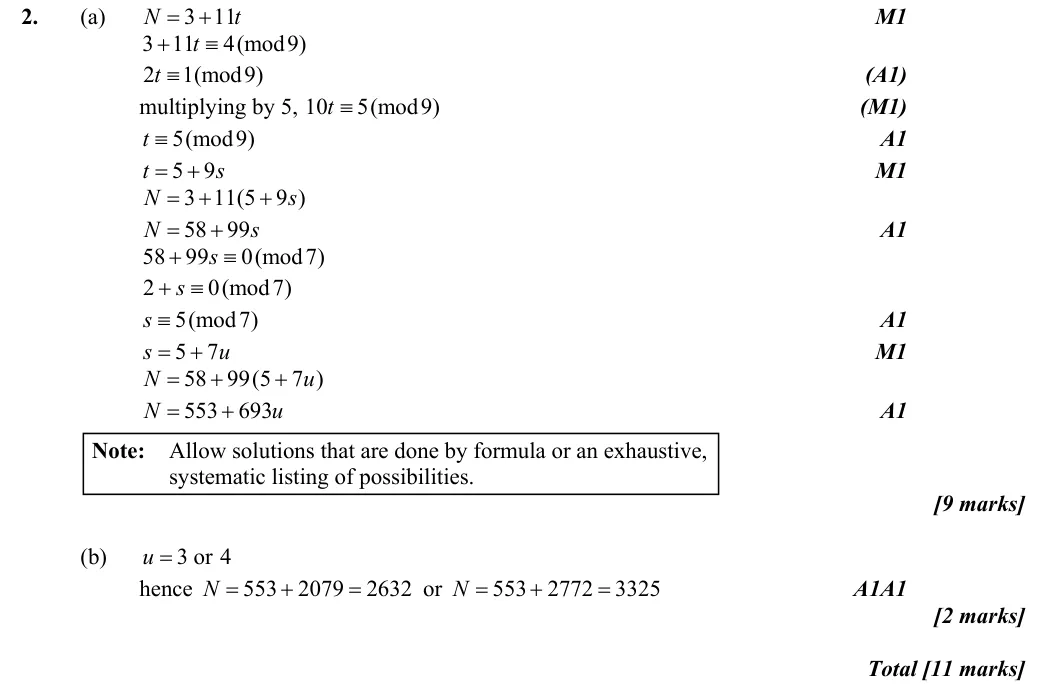 2. (a) N = 3 + 11t M1
3 + 11t ≡ 4(mod 9)
2t ≡ 1(mod 9) (A1)
multiplying by 5, 10t ≡ 5(mod 9) (M1)
t ≡ 5(mod 9) A1
t = 5 + 9s M1
N = 3 + 11(5 + 9s)
N = 58 + 99s A1
58 + 99s ≡ 0(mod 7)
2 + s ≡ 0(mod 7)
s ≡ 5(mod 7) A1
s = 5 + 7u M1
N = 58 + 99(5 + 7u)
N = 553 + 693u A1
Note: Allow solutions that are done by formula or an exhaustive,
systematic listing of possibilities.
[9 marks]
(b) u = 3 or 4
hence N = 553 + 2079 = 2632 or N = 553 + 2772 = 3325 A1A1
[2 marks]
Total [11 marks]